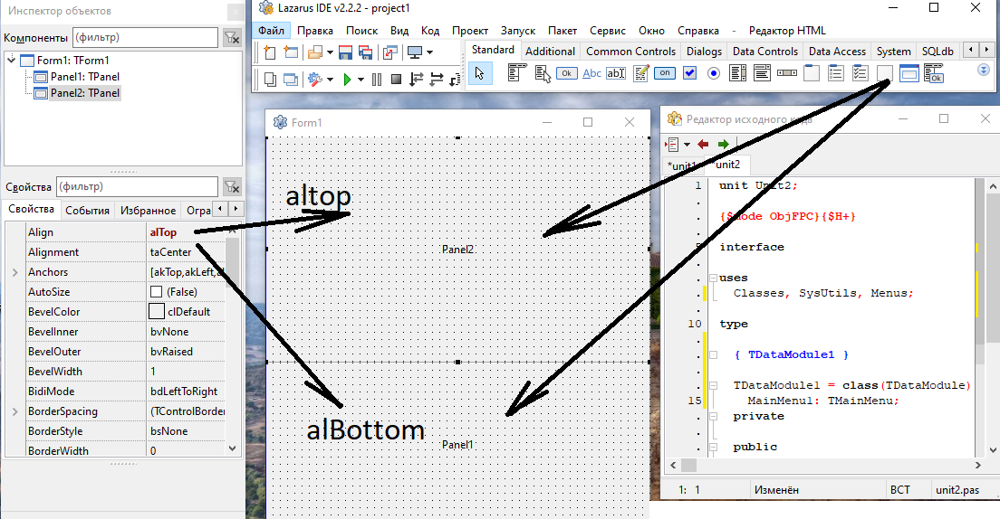 Инспектор объектов
Компоненты (фильтр)
Form1: TForm1
Panel1: TPanel
Panel2: TPanel
Свойства (фильтр)
Свойства События Избранное Огра
Align alTop
Alignment taCenter
Anchors [akTop,akLeft,a
AutoSize (False)
BevelColor clDefault
BevelInner bvNone
BevelOuter bvRaised
BevelWidth 1
BidiMode bdLeftToRight
BorderSpacing (TControlBorder
BorderStyle bsNone
BorderWidth 0
Lazarus IDE v2.2.2 - project1
Файл Правка Поиск Вид Код Проект Запуск Пакет Сервис Окно Справка - Редактор HTML
Standard Additional Common Controls Dialogs Data Controls Data Access System SQLdb
Ok Abc abI on Ok
Form1
altop
Panel2
alBottom
Panel1
Редактор исходного кода
*unit1 unit2
1 unit Unit2;
. {$mode ObjFPC}{$H+}
interface
. uses
. Classes, SysUtils, Menus;
10 type
. { TDataModule1 }
. TDataModule1 = class(TDataModule)
15 MainMenu1: TMainMenu;
. private
. public
1: 1 Изменён ВСТ unit2.pas